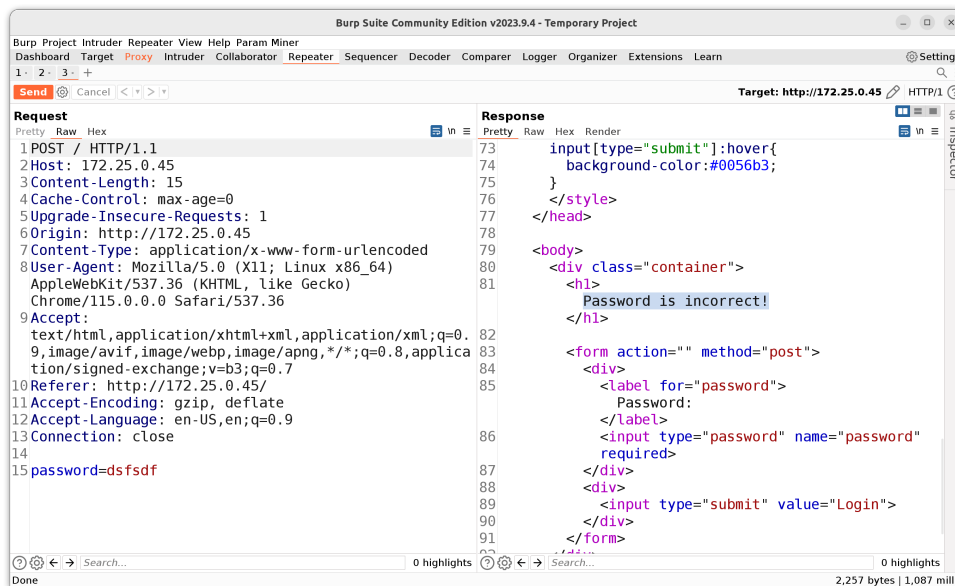 Burp Suite Community Edition v2023.9.4 - Temporary Project
Burp Project Intruder Repeater View Help Param Miner
Dashboard Target Proxy Intruder Repeater Sequencer Decoder Comparer Logger Organizer Extensions Learn Setting
1 2 3 +
Send Cancel < > Target: http://172.25.0.45 HTTP/1
Request
Pretty Raw Hex \n
1 POST / HTTP/1.1
2 Host: 172.25.0.45
3 Content-Length: 15
4 Cache-Control: max-age=0
5 Upgrade-Insecure-Requests: 1
6 Origin: http://172.25.0.45
7 Content-Type: application/x-www-form-urlencoded
8 User-Agent: Mozilla/5.0 (X11; Linux x86_64)
AppleWebKit/537.36 (KHTML, like Gecko)
Chrome/115.0.0.0 Safari/537.36
9 Accept:
text/html,application/xhtml+xml,application/xml;q=0.
9,image/avif,image/webp,image/apng,*/*;q=0.8,applica
tion/signed-exchange;v=b3;q=0.7
10 Referer: http://172.25.0.45/
11 Accept-Encoding: gzip, deflate
12 Accept-Language: en-US,en;q=0.9
13 Connection: close
14
15 password=dsfsdf
Search... 0 highlights
Response
Pretty Raw Hex Render \n
73 input[type="submit"]:hover{
74 background-color:#0056b3;
75 }
76 </style>
77 </head>
78
79 <body>
80 <div class="container">
81 <h1>
Password is incorrect!
</h1>
82
83 <form action="" method="post">
84 <div>
85 <label for="password">
Password:
</label>
86 <input type="password" name="password"
required>
87 </div>
88 <div>
89 <input type="submit" value="Login">
90 </div>
91 </form>
Search... 0 highlights
Inspector
Done 2,257 bytes | 1,087 mill